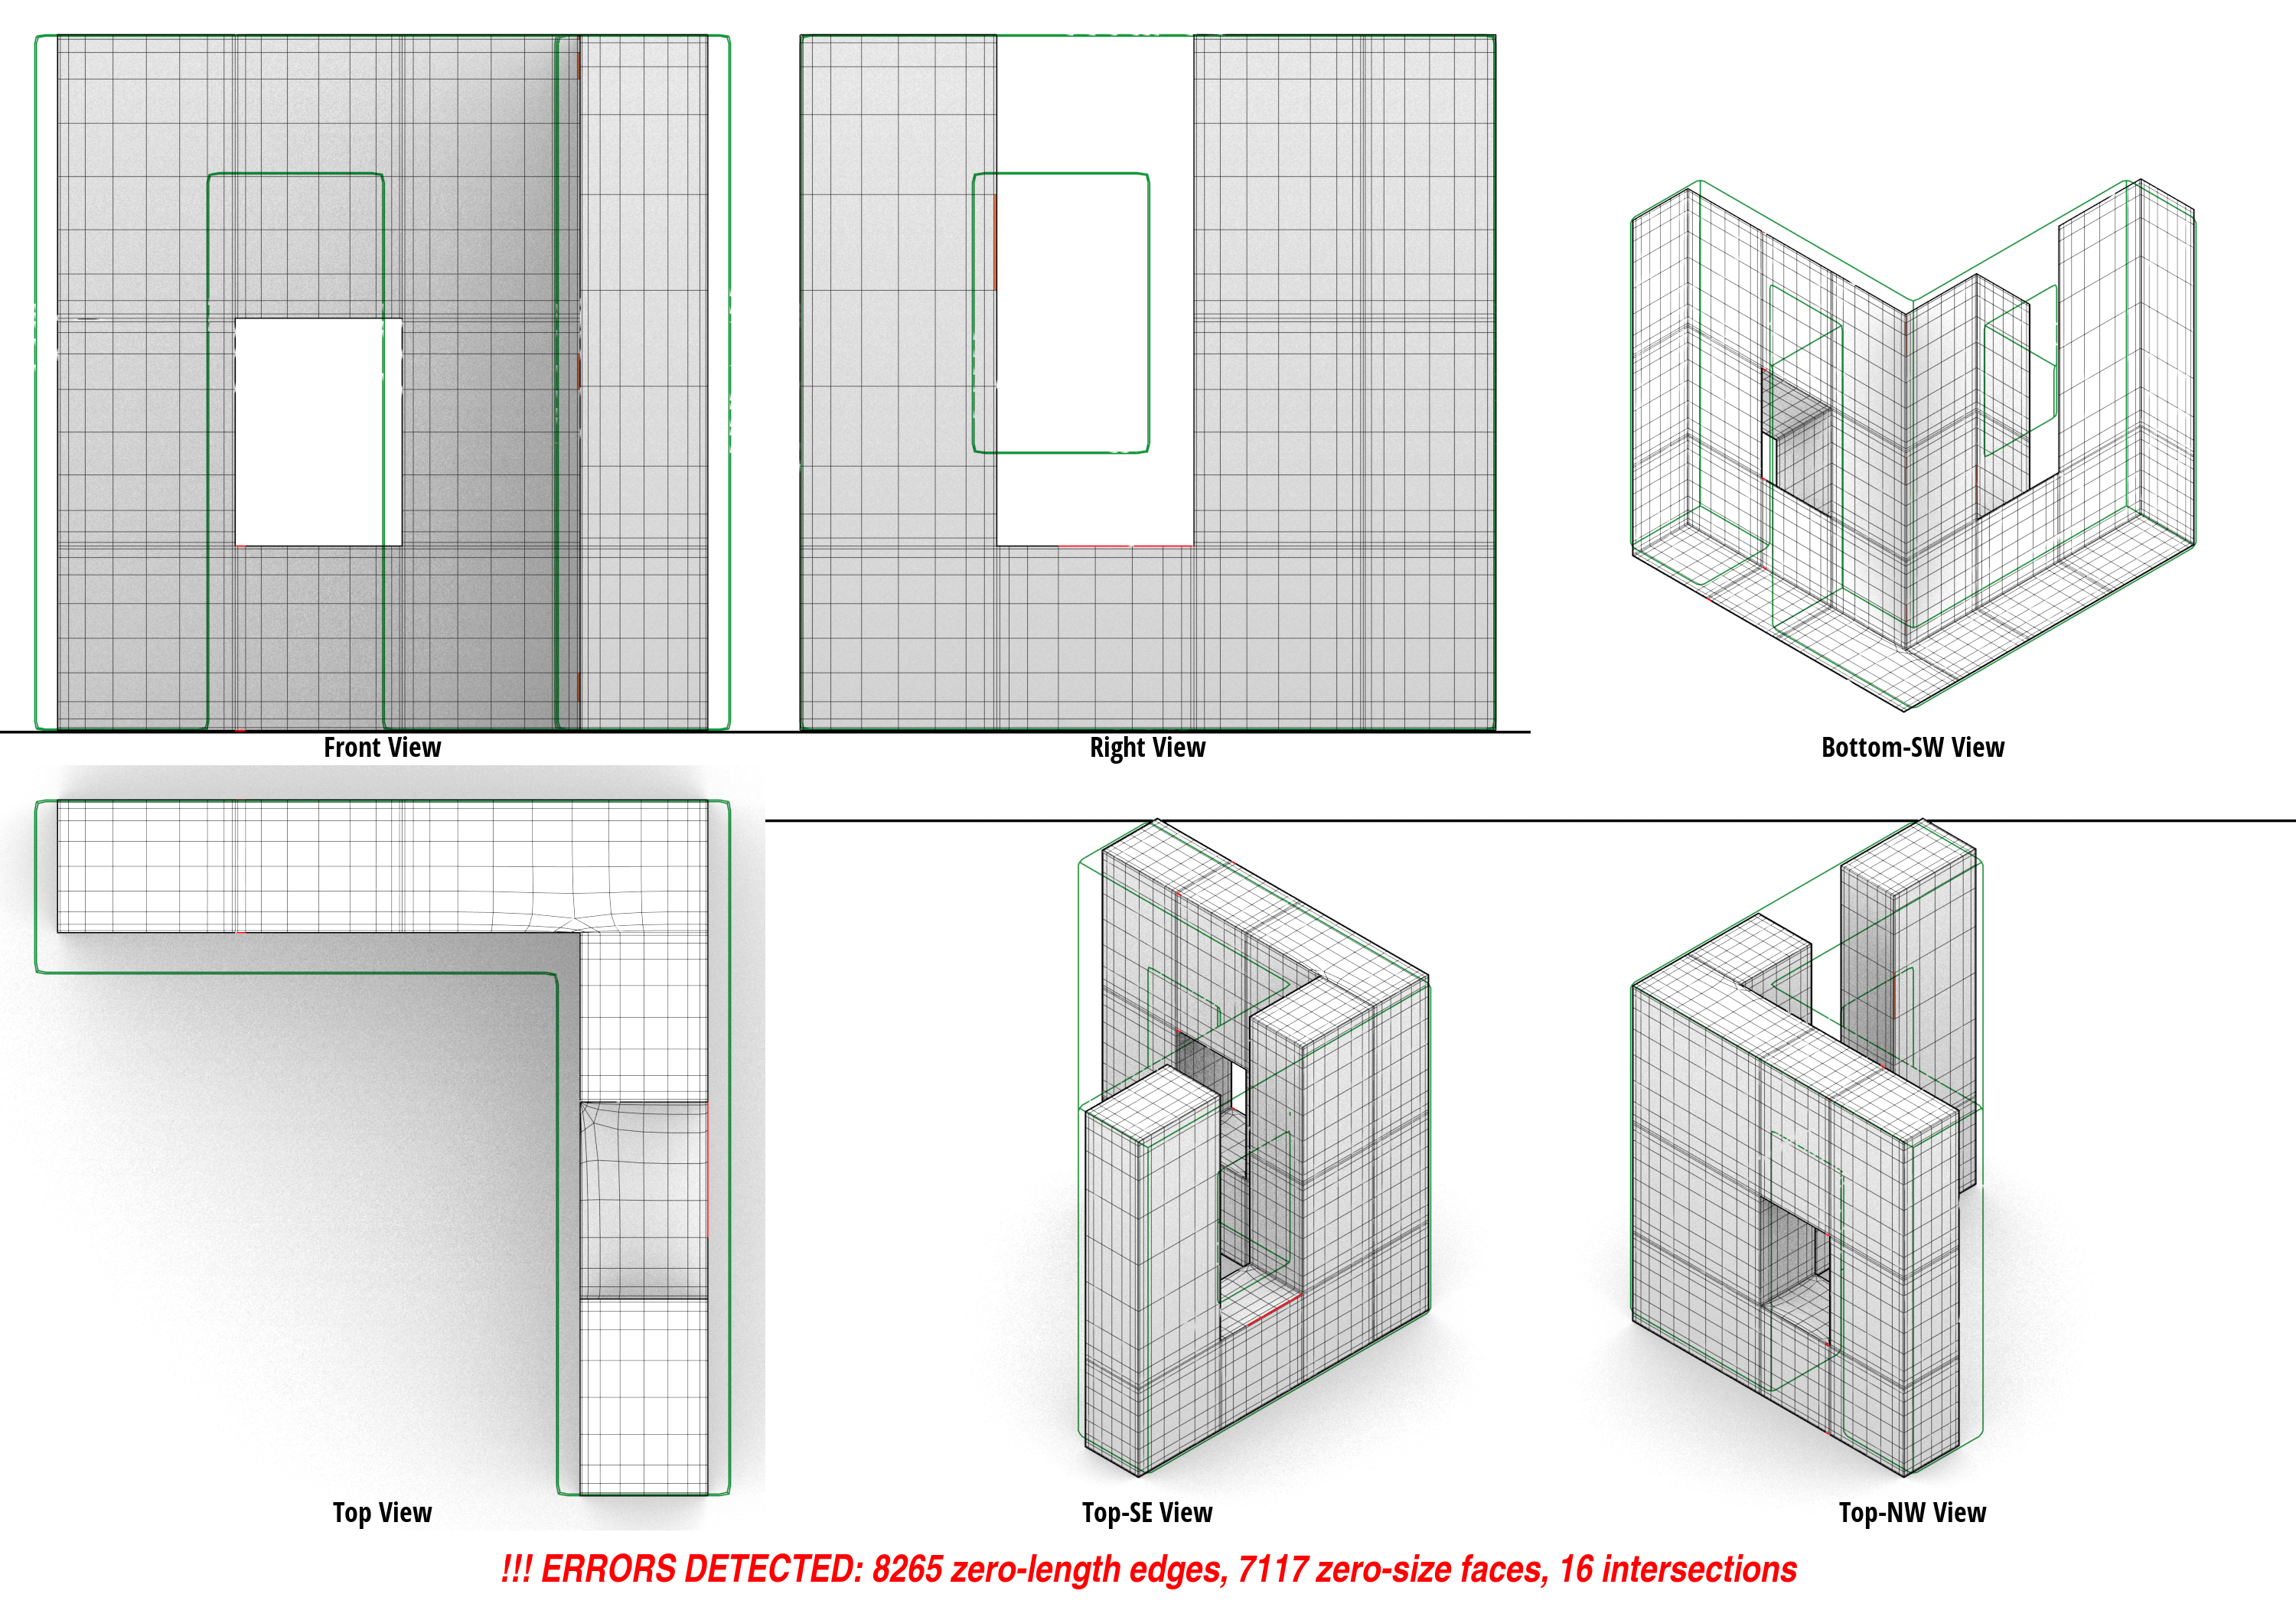 Front View
Right View
Bottom-SW View
Top View
Top-SE View
Top-NW View
!!! ERRORS DETECTED: 8265 zero-length edges, 7117 zero-size faces, 16 intersections